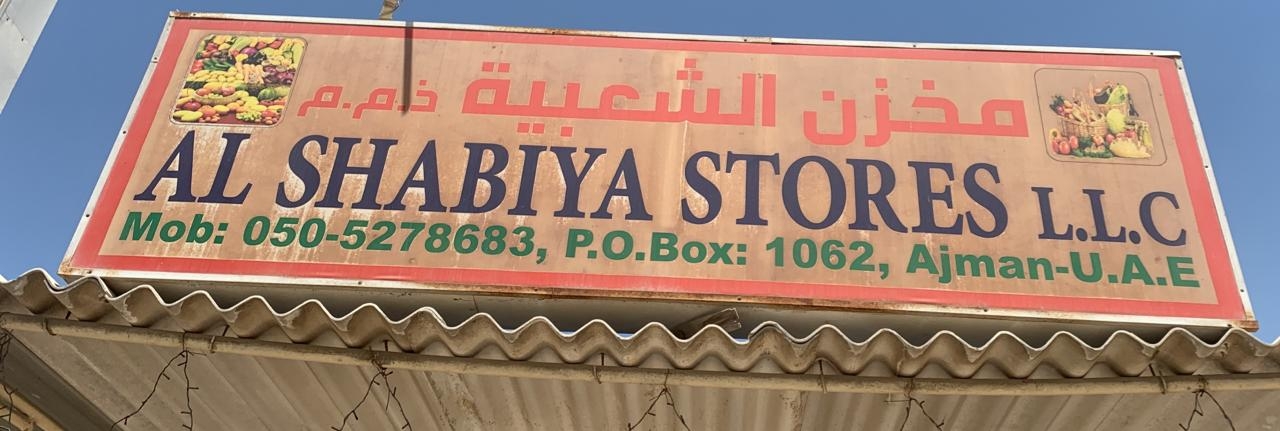 مخزن الشعبية ذ.م.م
AL SHABIYA STORES L.L.C
Mob: 050-5278683, P.O.Box: 1062, Ajman-U.A.E